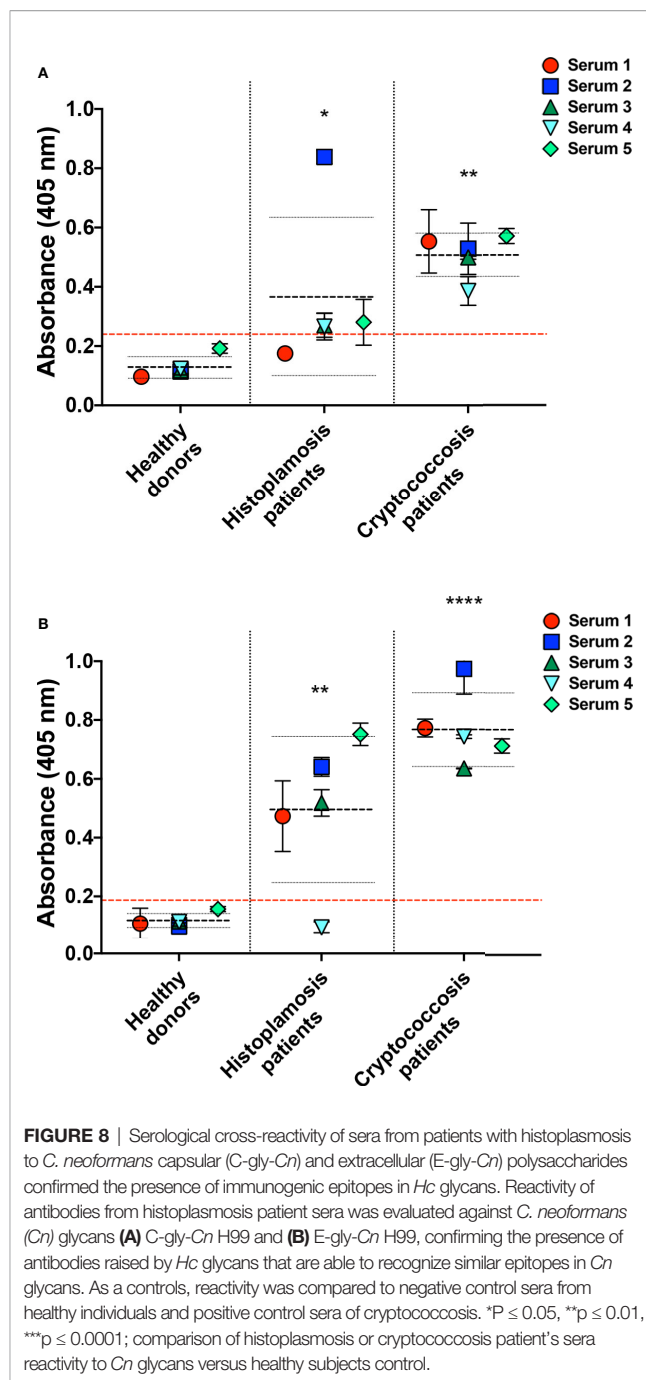 A
Serum 1
Serum 2
Serum 3
Serum 4
Serum 5
*
**
Absorbance (405 nm)
1.0
0.8
0.6
0.4
0.2
0.0
Healthy
donors
Histoplamosis
patients
Cryptococcosis
patients
B
Serum 1
Serum 2
Serum 3
Serum 4
Serum 5
**
****
Absorbance (405 nm)
1.0
0.8
0.6
0.4
0.2
0.0
Healthy
donors
Histoplamosis
patients
Cryptococcosis
patients
FIGURE 8 | Serological cross-reactivity of sera from patients with histoplasmosis
to C. neoformans capsular (C-gly-Cn) and extracellular (E-gly-Cn) polysaccharides
confirmed the presence of immunogenic epitopes in Hc glycans. Reactivity of
antibodies from histoplasmosis patient sera was evaluated against C. neoformans
(Cn) glycans (A) C-gly-Cn H99 and (B) E-gly-Cn H99, confirming the presence of
antibodies raised by Hc glycans that are able to recognize similar epitopes in Cn
glycans. As a controls, reactivity was compared to negative control sera from
healthy individuals and positive control sera of cryptococcosis. *P ≤ 0.05, **p ≤ 0.01,
***p ≤ 0.0001; comparison of histoplasmosis or cryptococcosis patient's sera
reactivity to Cn glycans versus healthy subjects control.